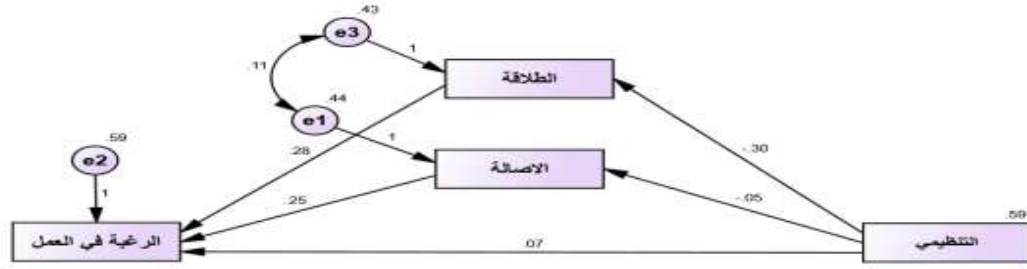 .43
e3
1
.11
الطلاقة
.44
e1
1
.59
.28
-.30
e2
الاصالة
1
.25
-.05
.59
الرغبة في العمل
التنظيمي
.07